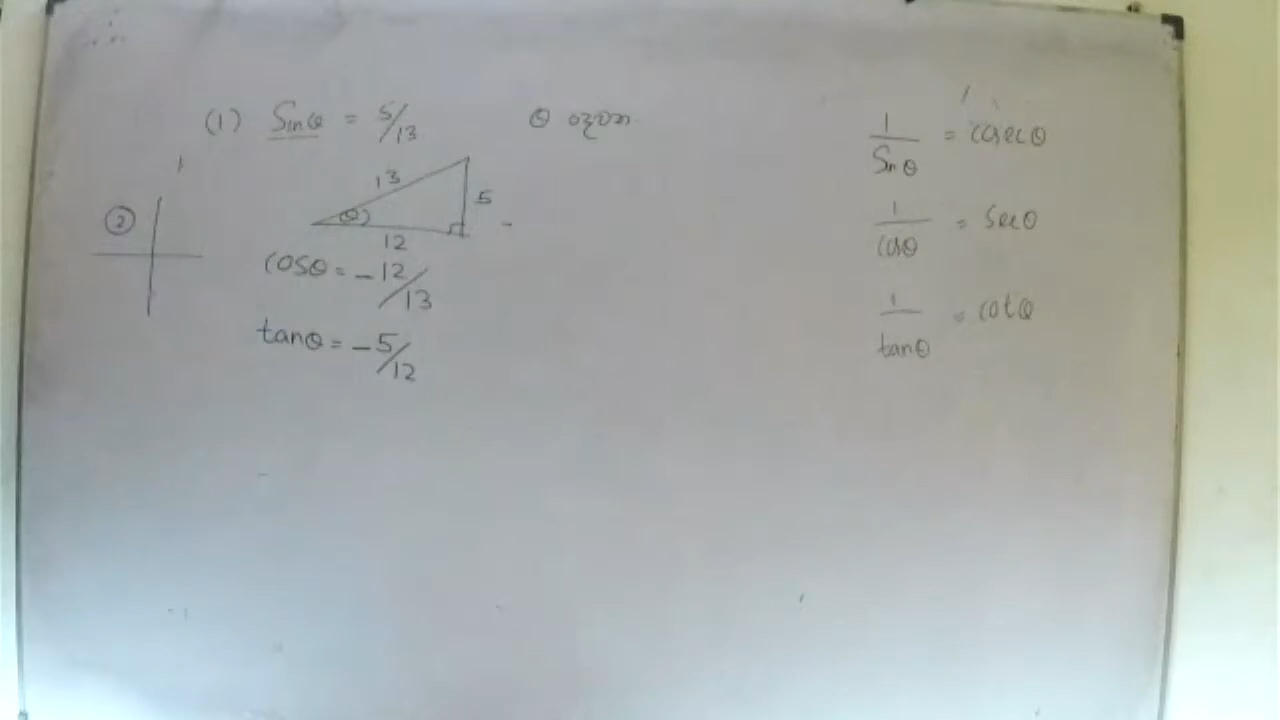 (1) Sinθ = 5/13 θ දෙවන
13
5
θ
12
②
cosθ = -12/13
tanθ = -5/12
1/Sinθ = cosecθ
1/cosθ = secθ
1/tanθ = cotθ